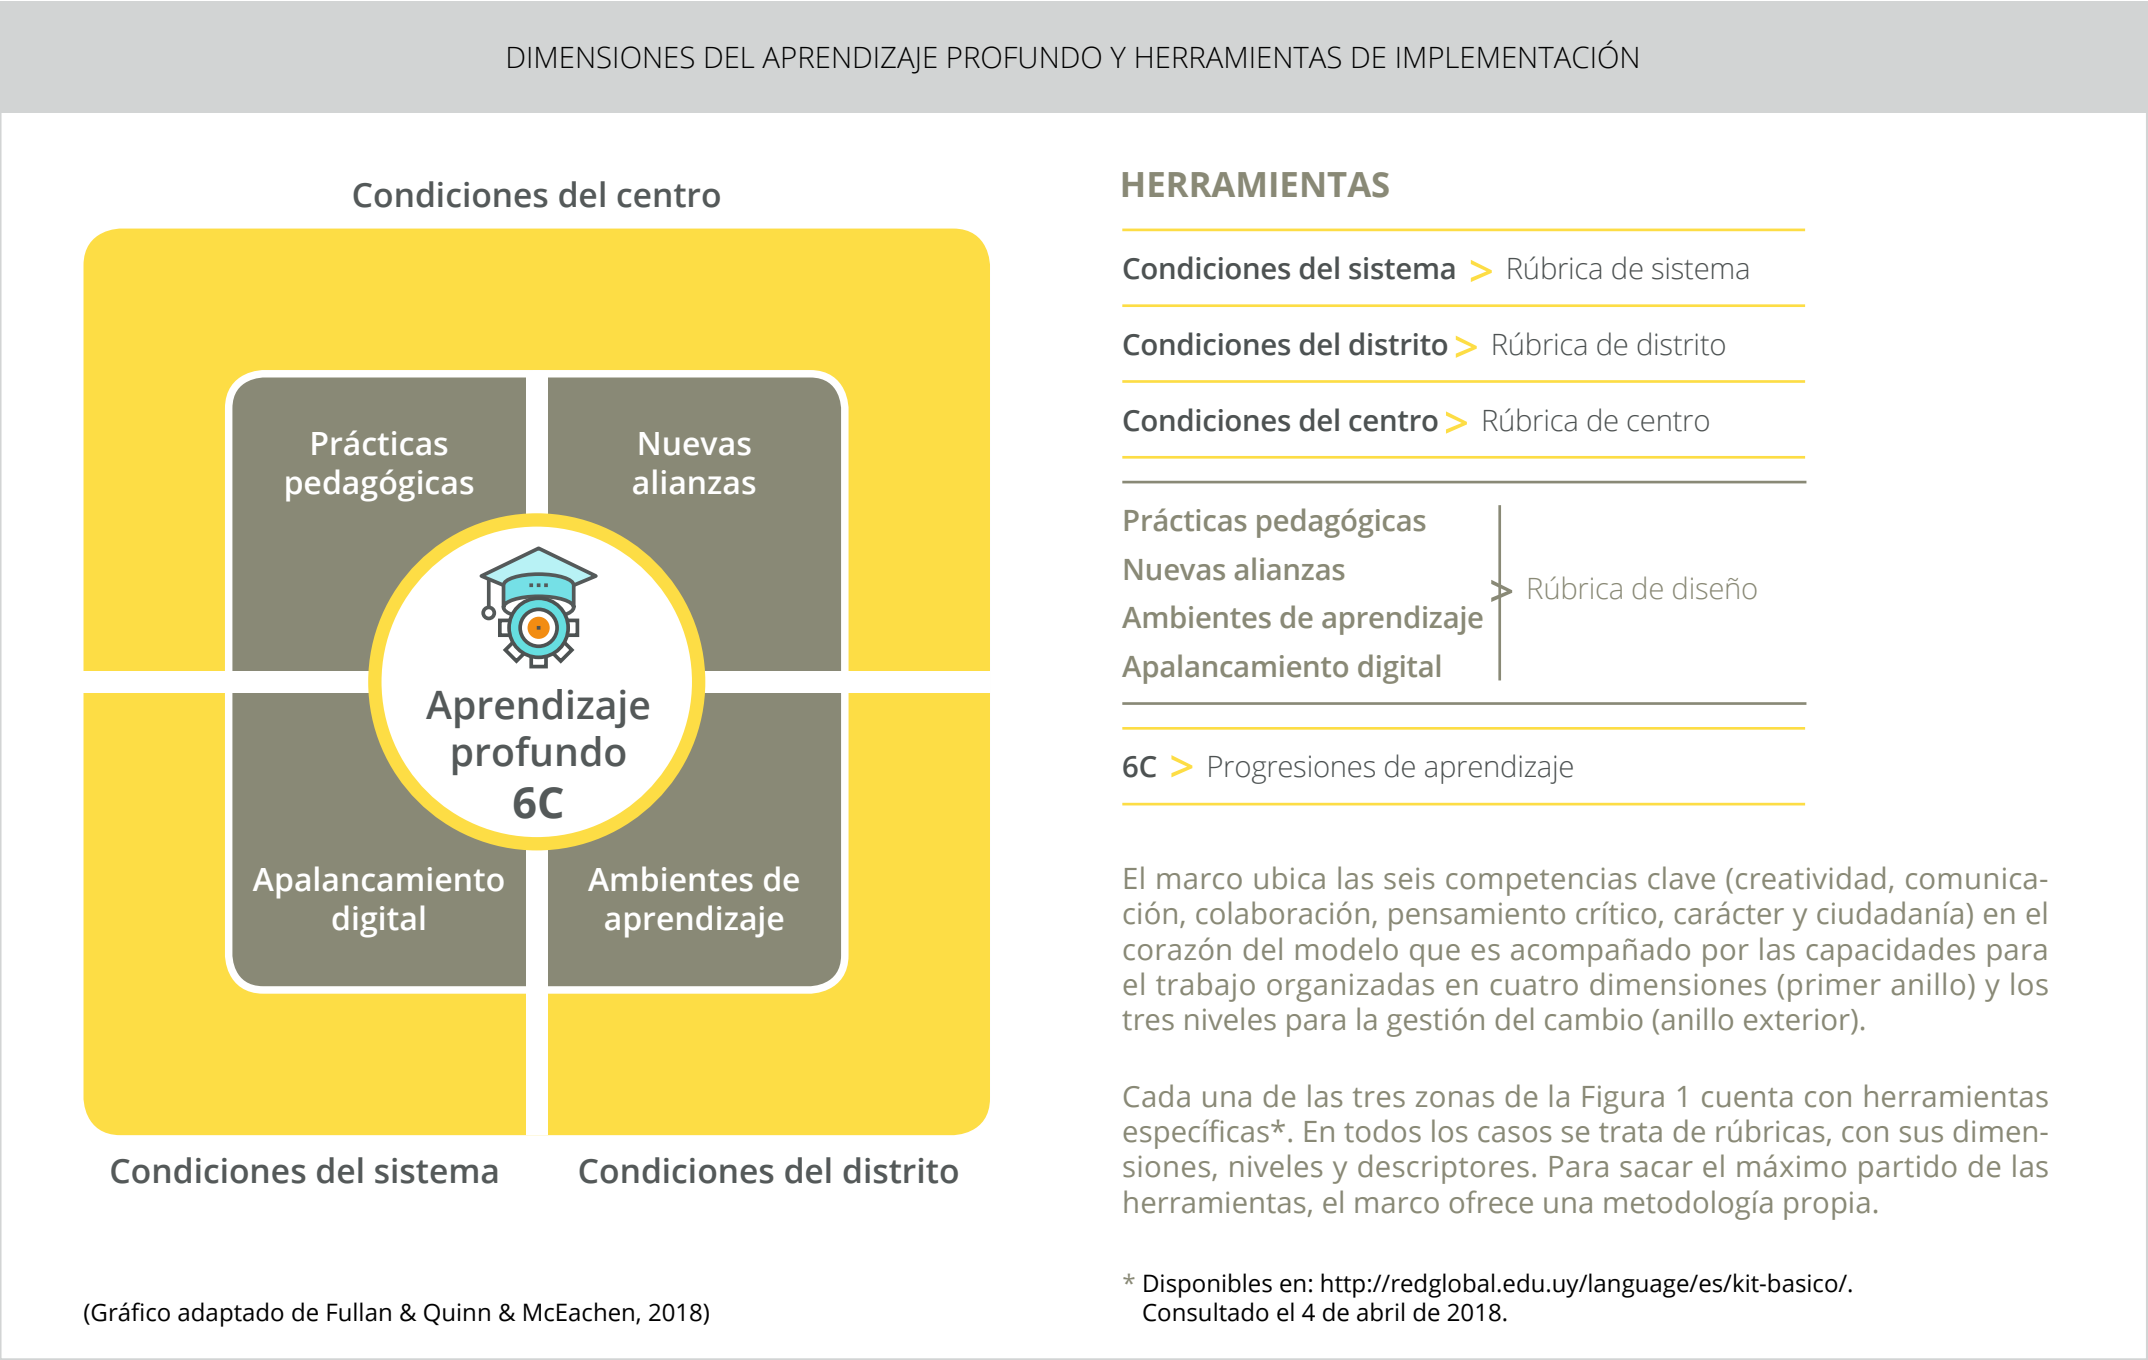 DIMENSIONES DEL APRENDIZAJE PROFUNDO Y HERRAMIENTAS DE IMPLEMENTACIÓN
Condiciones del centro
Prácticas
pedagógicas
Nuevas
alianzas
Aprendizaje
profundo
6C
Apalancamiento
digital
Ambientes de
aprendizaje
Condiciones del sistema
Condiciones del distrito
(Gráfico adaptado de Fullan & Quinn & McEachen, 2018)
HERRAMIENTAS
Condiciones del sistema > Rúbrica de sistema
Condiciones del distrito > Rúbrica de distrito
Condiciones del centro > Rúbrica de centro
Prácticas pedagógicas
Nuevas alianzas
Ambientes de aprendizaje
Apalancamiento digital
> Rúbrica de diseño
6C > Progresiones de aprendizaje
El marco ubica las seis competencias clave (creatividad, comunica-
ción, colaboración, pensamiento crítico, carácter y ciudadanía) en el
corazón del modelo que es acompañado por las capacidades para
el trabajo organizadas en cuatro dimensiones (primer anillo) y los
tres niveles para la gestión del cambio (anillo exterior).
Cada una de las tres zonas de la Figura 1 cuenta con herramientas
específicas*. En todos los casos se trata de rúbricas, con sus dimen-
siones, niveles y descriptores. Para sacar el máximo partido de las
herramientas, el marco ofrece una metodología propia.
* Disponibles en: http://redglobal.edu.uy/language/es/kit-basico/.
Consultado el 4 de abril de 2018.